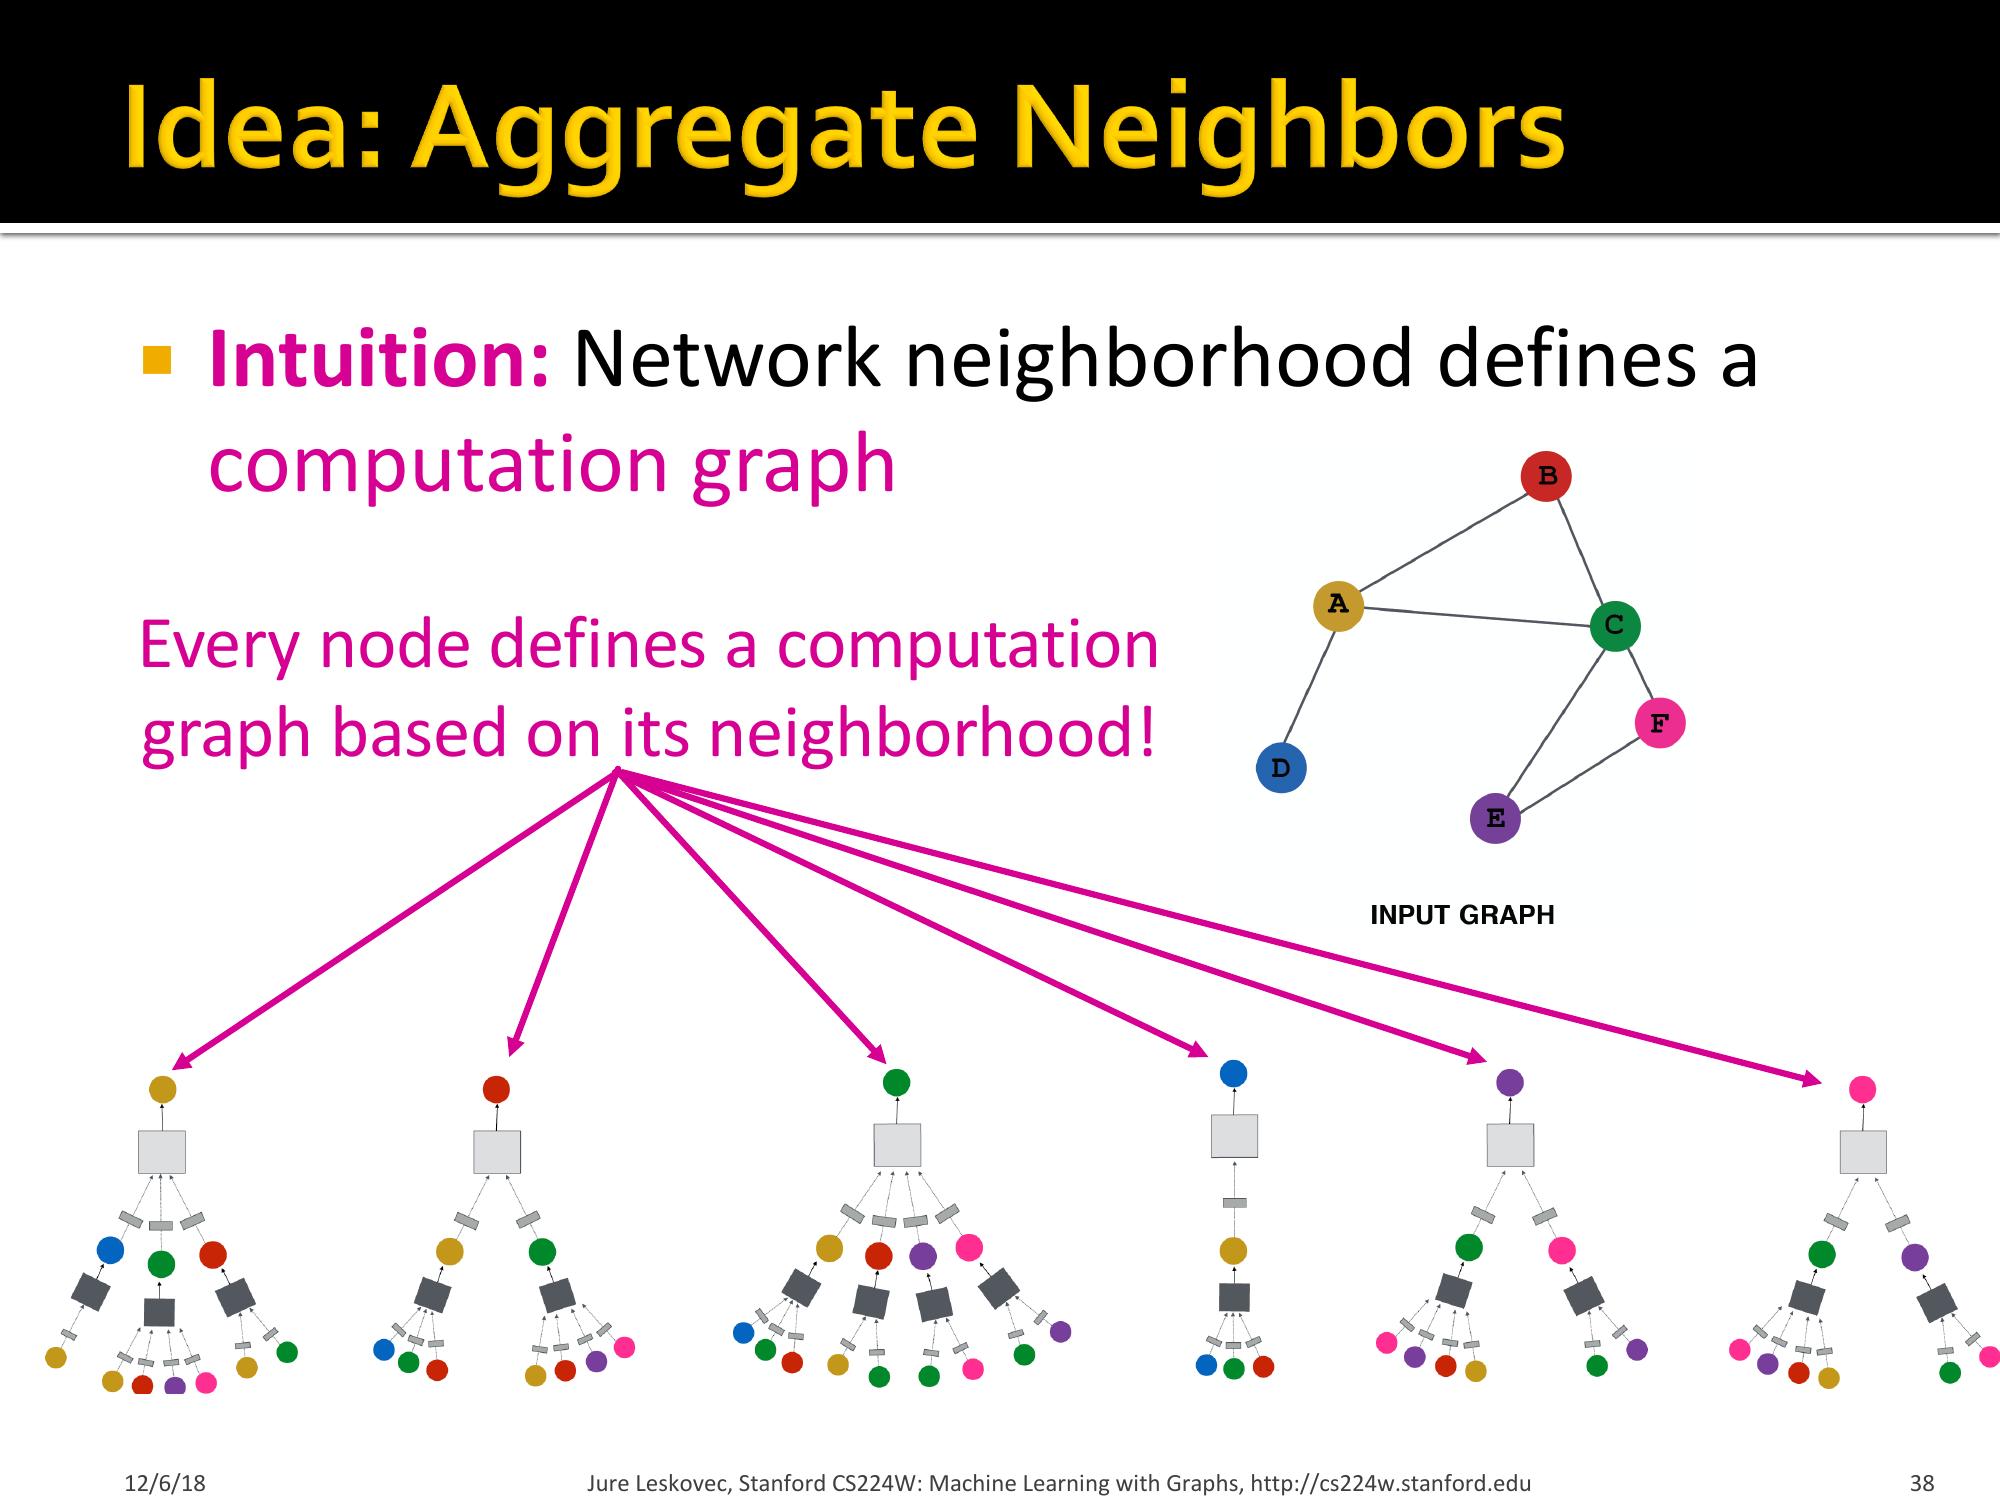 Idea: Aggregate Neighbors
Intuition: Network neighborhood defines a
computation graph
Every node defines a computation
graph based on its neighborhood!
B
A
C
F
D
E
INPUT GRAPH
12/6/18
Jure Leskovec, Stanford CS224W: Machine Learning with Graphs, http://cs224w.stanford.edu
38